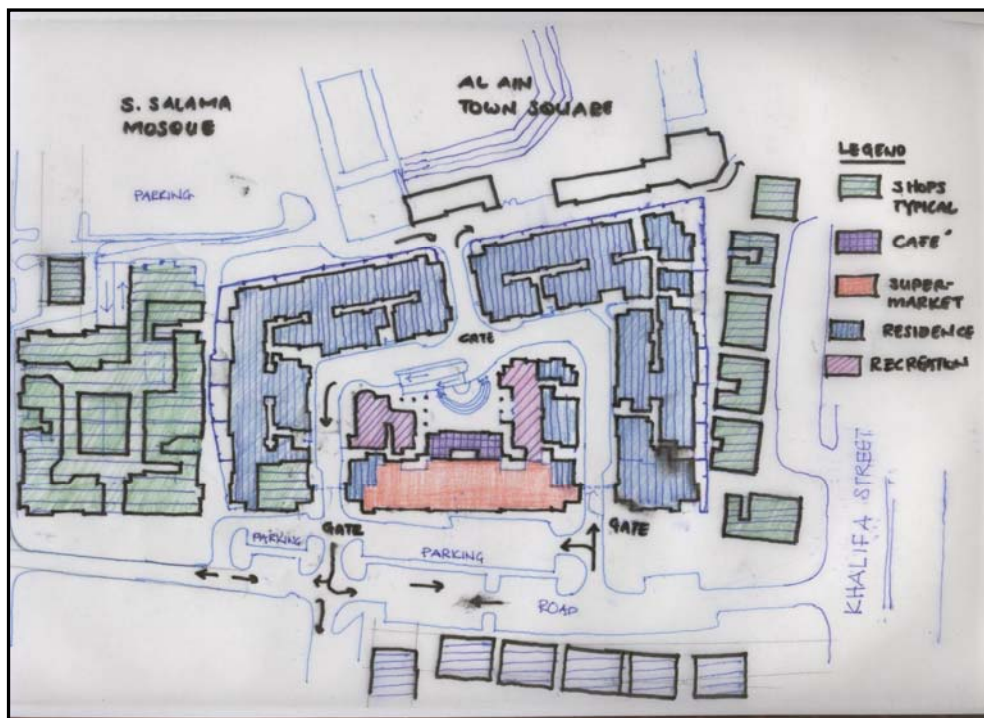 S. SALAMA
MOSQUE
AL AIN
TOWN SQUARE
PARKING
LEGEND
SHOPS
TYPICAL
CAFE'
SUPER-
MARKET
RESIDENCE
RECREATION
GATE
GATE
GATE
PARKING
PARKING
ROAD
KHALIFA STREET